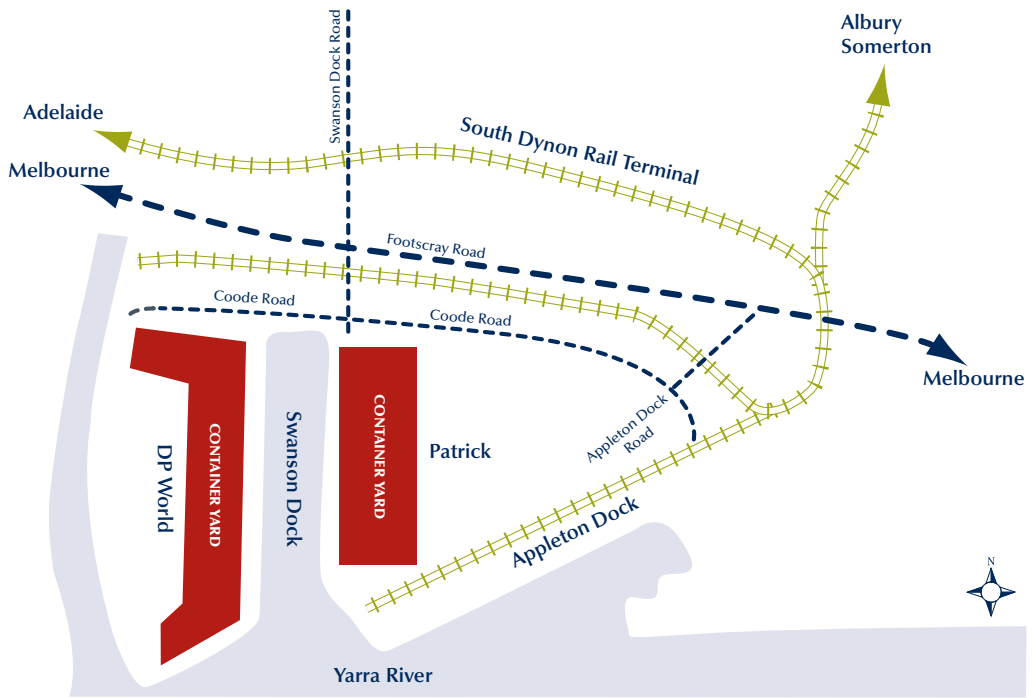 Albury
Somerton
Swanson Dock Road
Adelaide
South Dynon Rail Terminal
Melbourne
Footscray Road
Coode Road
Coode Road
Melbourne
Appleton Dock
Road
DP World
CONTAINER YARD
Swanson Dock
CONTAINER YARD
Patrick
Appleton Dock
N
Yarra River